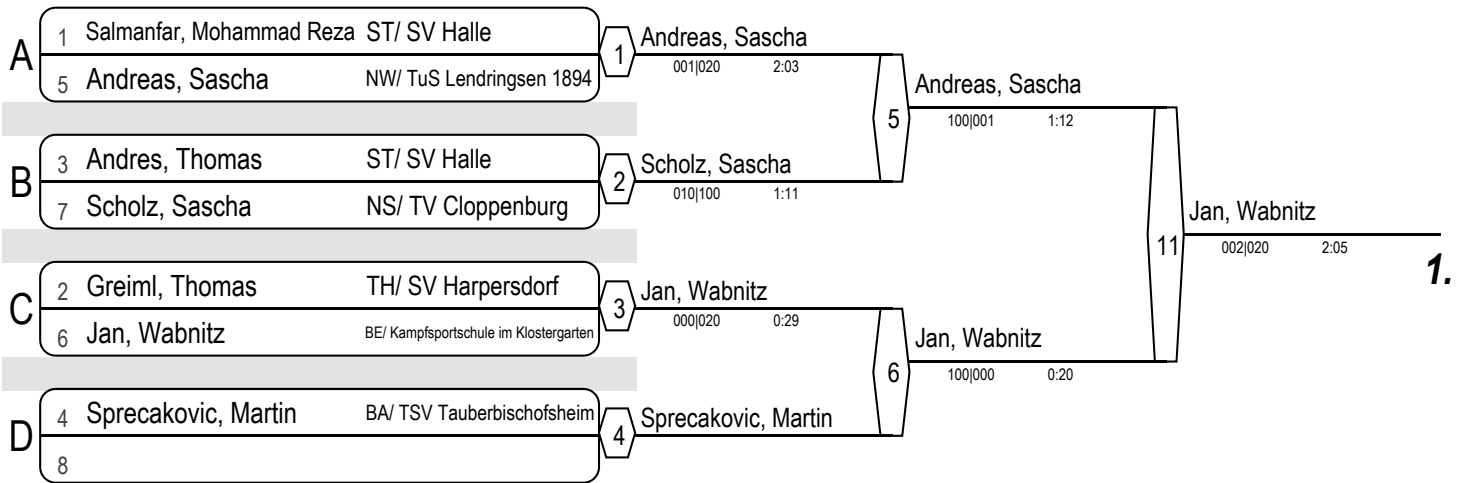 A
1 Salmanfar, Mohammad Reza ST/ SV Halle
5 Andreas, Sascha NW/ TuS Lendringsen 1894
1
Andreas, Sascha
001|020 2:03
B
3 Andres, Thomas ST/ SV Halle
7 Scholz, Sascha NS/ TV Cloppenburg
2
Scholz, Sascha
010|100 1:11
5
Andreas, Sascha
100|001 1:12
C
2 Greiml, Thomas TH/ SV Harpersdorf
6 Jan, Wabnitz BE/ Kampfsportschule im Klostergarten
3
Jan, Wabnitz
000|020 0:29
D
4 Sprecakovic, Martin BA/ TSV Tauberbischofsheim
8
4
Sprecakovic, Martin
6
Jan, Wabnitz
100|000 0:20
11
Jan, Wabnitz
002|020 2:05
1.